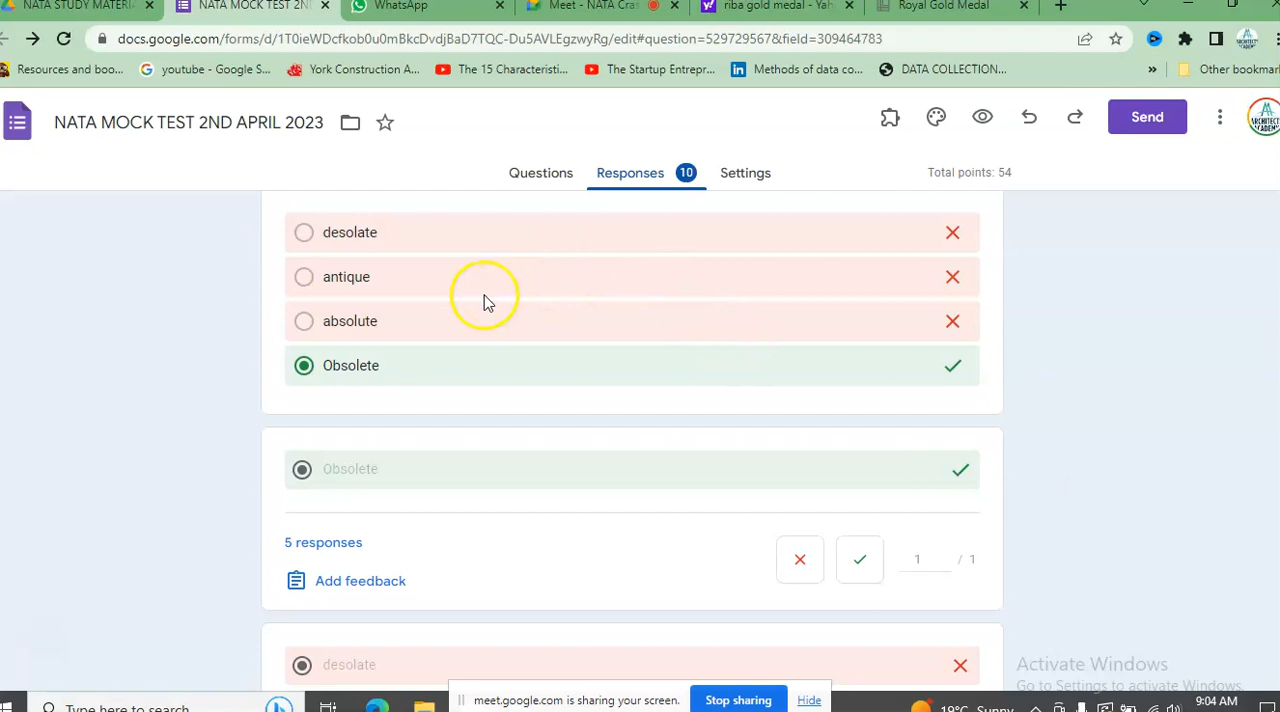 NATA STUDY MATERI
NATA MOCK TEST 2N
WhatsApp
Meet - NATA Cras
riba gold medal - Yah
Royal Gold Medal
docs.google.com/forms/d/1T0ieWDcfkob0u0mBkcDvdjBaD7TQC-Du5AVLEgzwyRg/edit#question=529729567&field=309464783
Resources and boo...
youtube - Google S...
York Construction A...
The 15 Characteristi...
The Startup Entrepr...
Methods of data co...
DATA COLLECTION...
»
Other bookmar
NATA MOCK TEST 2ND APRIL 2023
Send
ARCHITECTS
ACADEMY
Questions
Responses 10
Settings
Total points: 54
desolate
antique
absolute
Obsolete
Obsolete
5 responses
1 / 1
Add feedback
desolate
Activate Windows
Go to Settings to activate Windows.
meet.google.com is sharing your screen.
Stop sharing
Hide
Type here to search
19°C Sunny
9:04 AM